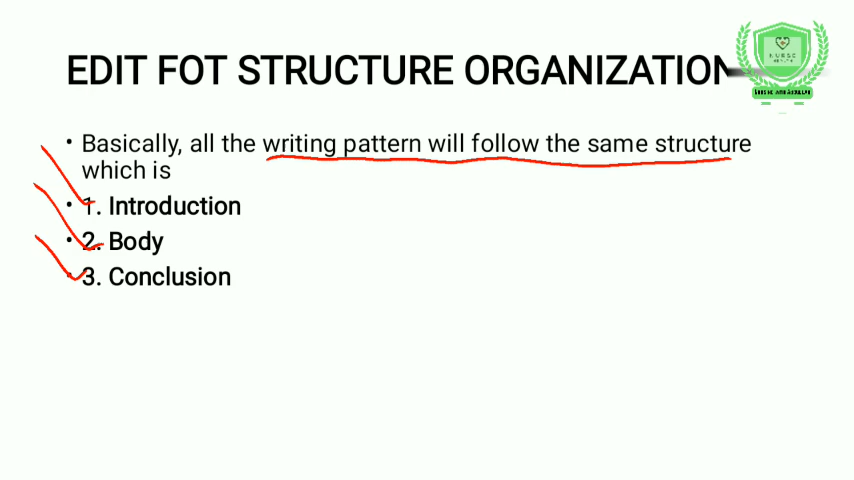 EDIT FOT STRUCTURE ORGANIZATION
• Basically, all the writing pattern will follow the same structure
which is
• 1. Introduction
• 2. Body
• 3. Conclusion
NURSE